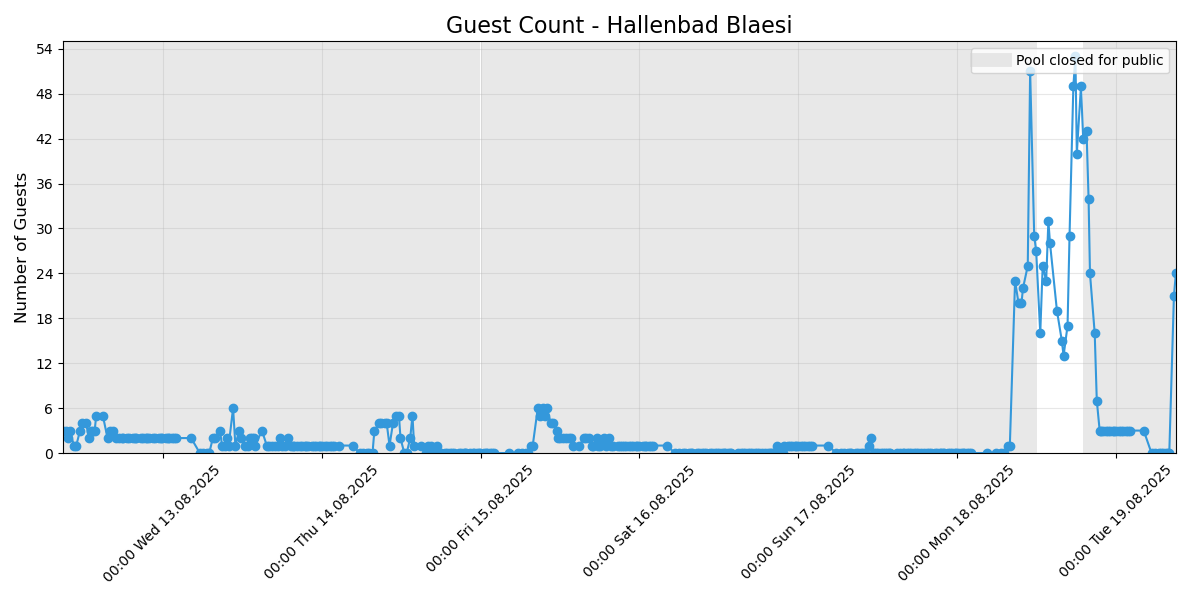 Guest Count - Hallenbad Blaesi
Pool closed for public
Number of Guests
54
48
42
36
30
24
18
12
6
0
00:00 Wed 13.08.2025
00:00 Thu 14.08.2025
00:00 Fri 15.08.2025
00:00 Sat 16.08.2025
00:00 Sun 17.08.2025
00:00 Mon 18.08.2025
00:00 Tue 19.08.2025